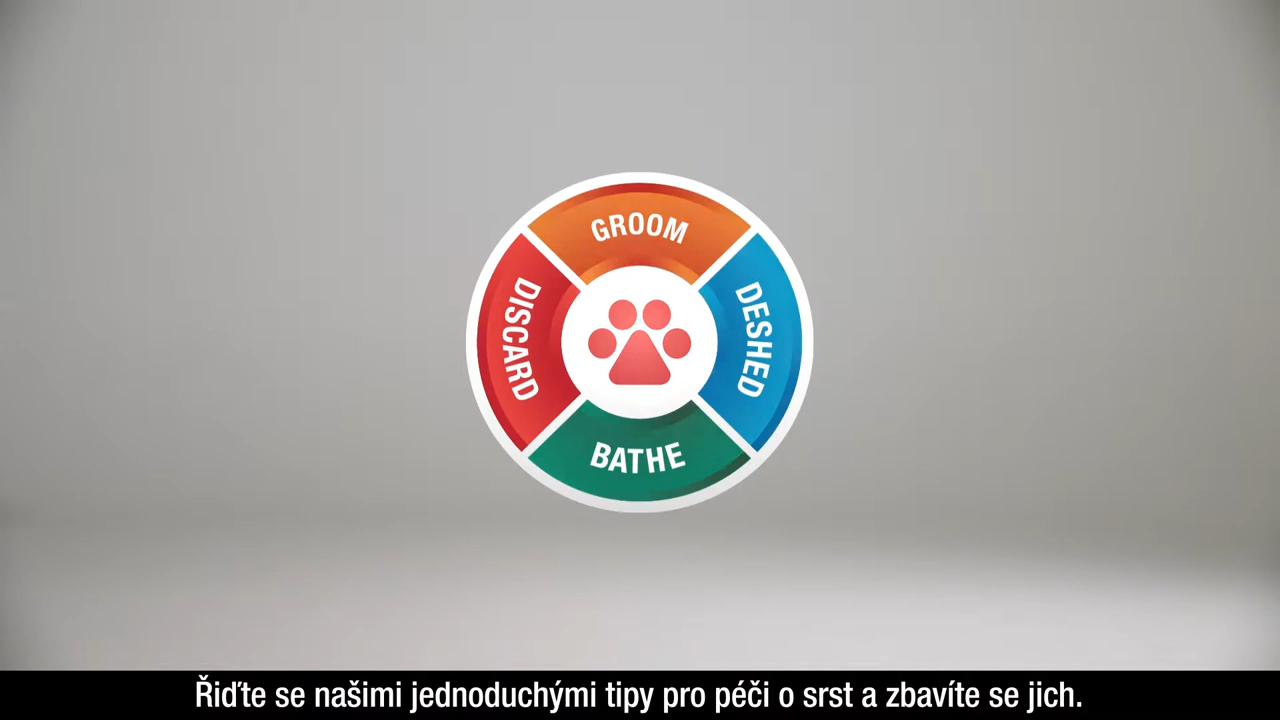 GROOM
DISCARD
DESHED
BATHE
Řiďte se našimi jednoduchými tipy pro péči o srst a zbavíte se jich.